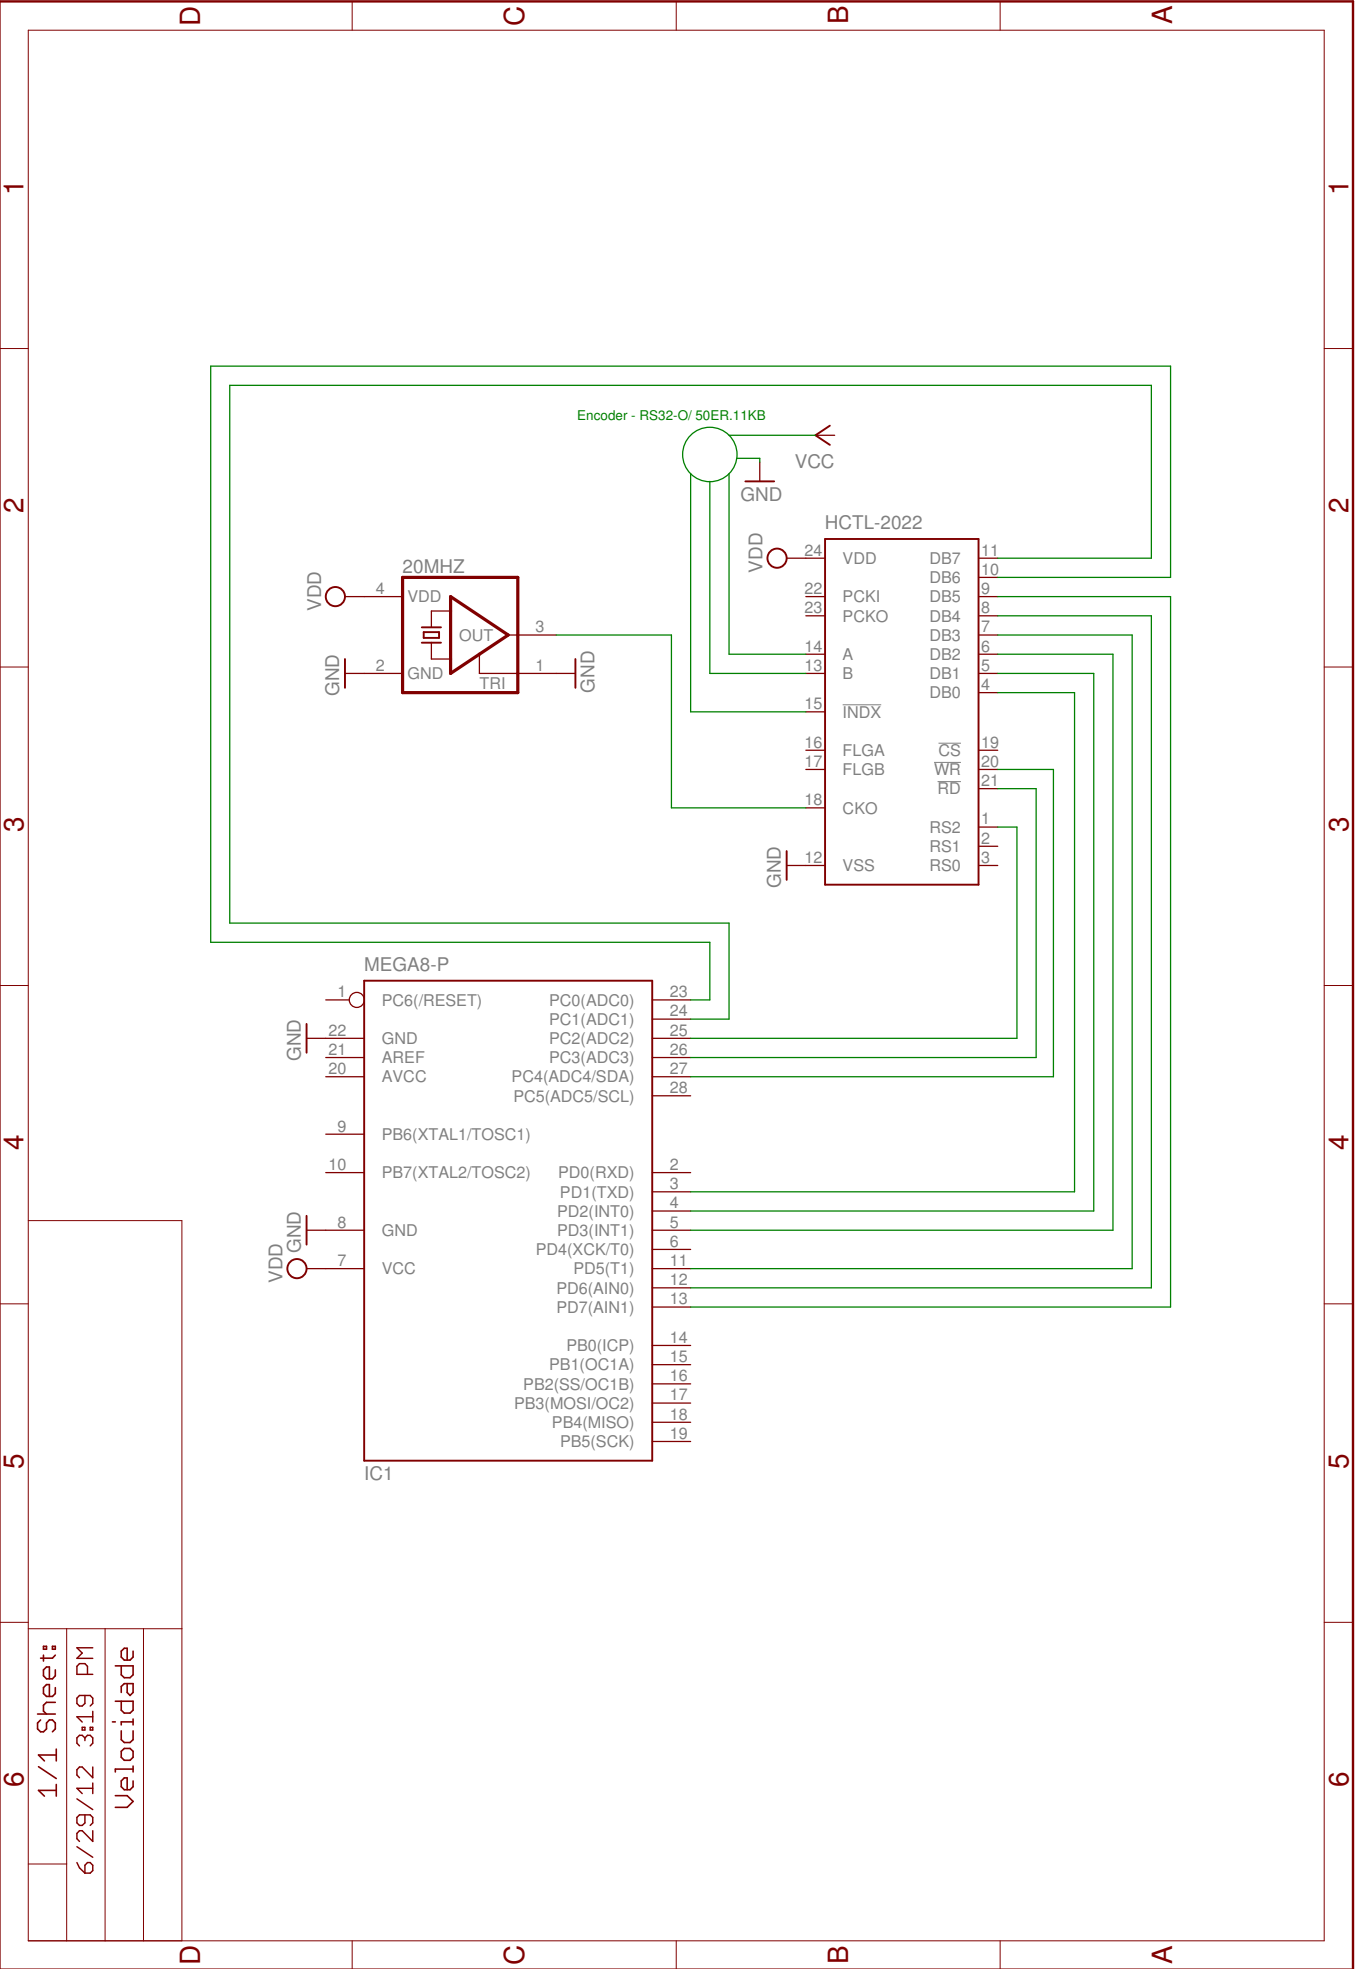 D C B A
1 1
Encoder - RS32-O/ 50ER.11KB
VCC
GND
2 2
HCTL-2022
VDD 24 VDD DB7 11
DB6 10
22 PCKI DB5 9
23 PCKO DB4 8
DB3 7
14 A DB2 6
13 B DB1 5
DB0 4
15 INDX
16 FLGA CS 19
17 FLGB WR 20
RD 21
18 CKO
RS2 1
RS1 2
GND 12 VSS RS0 3
20MHZ
VDD 4 VDD
OUT 3
GND 2 GND
TRI 1 GND
3 3
MEGA8-P
1 PC6(/RESET) PC0(ADC0) 23
PC1(ADC1) 24
GND 22 GND PC2(ADC2) 25
21 AREF PC3(ADC3) 26
20 AVCC PC4(ADC4/SDA) 27
PC5(ADC5/SCL) 28
9 PB6(XTAL1/TOSC1)
4 4
10 PB7(XTAL2/TOSC2) PD0(RXD) 2
PD1(TXD) 3
PD2(INT0) 4
GND 8 GND PD3(INT1) 5
PD4(XCK/T0) 6
VDD 7 VCC PD5(T1) 11
PD6(AIN0) 12
PD7(AIN1) 13
PB0(ICP) 14
PB1(OC1A) 15
PB2(SS/OC1B) 16
PB3(MOSI/OC2) 17
PB4(MISO) 18
PB5(SCK) 19
IC1
5 5
Velocidade
6/29/12 3:19 PM
1/1 Sheet:
6 6
D C B A